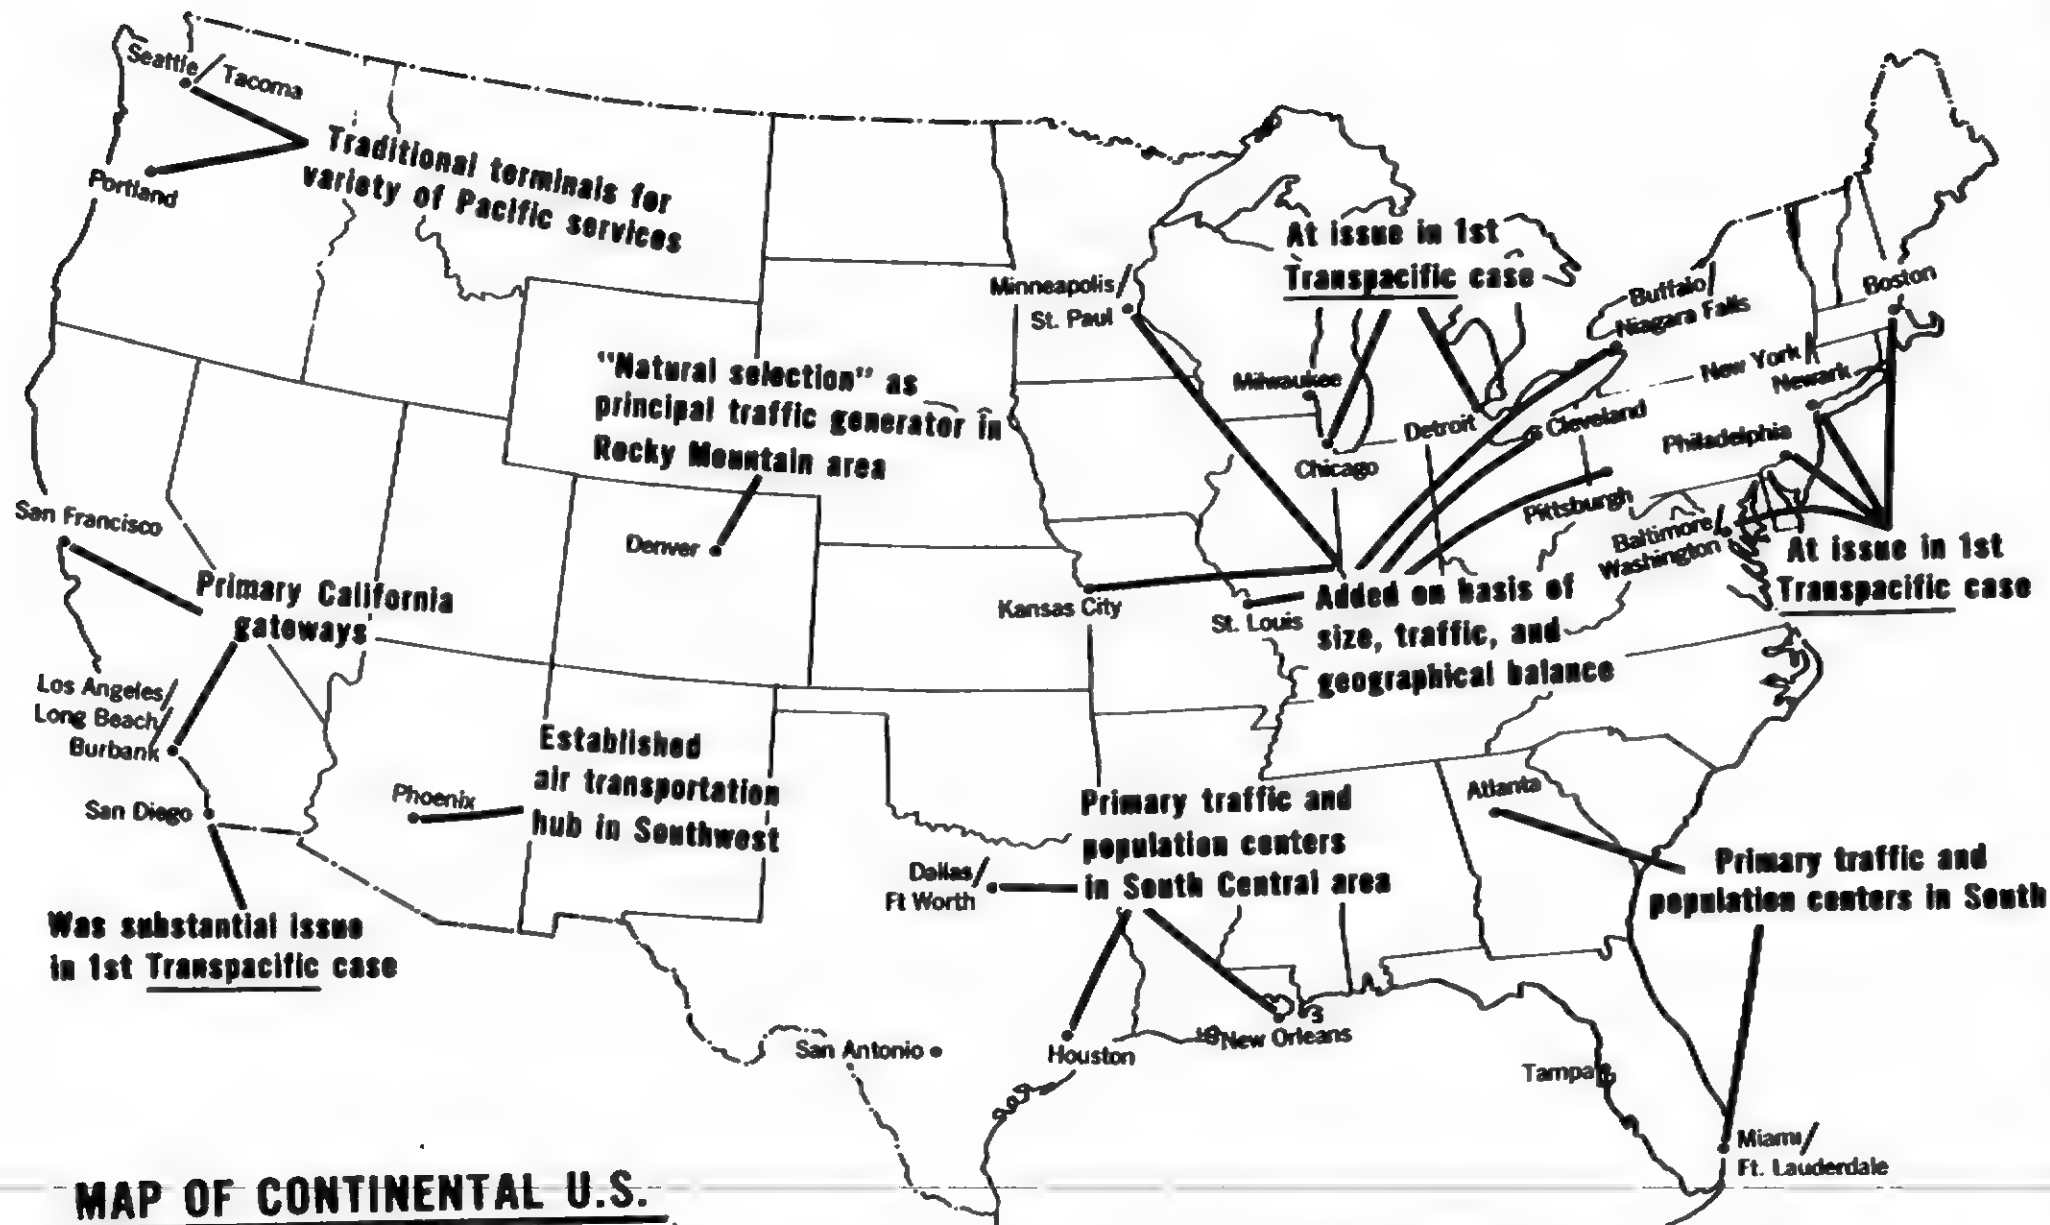 Seattle/
Tacoma
Portland
Traditional terminals for
variety of Pacific services
At issue in 1st
Transpacific case
Minneapolis/
St. Paul
Buffalo/
Niagara Falls
Boston
"Natural selection" as
principal traffic generator in
Rocky Mountain area
Milwaukee
New York/
Newark
Detroit
Cleveland
Philadelphia
Chicago
Pittsburgh
San Francisco
Denver
Baltimore/
Washington
At issue in 1st
Transpacific case
Primary California
gateways
Kansas City
St. Louis
Added on basis of
size, traffic, and
geographical balance
Los Angeles/
Long Beach/
Burbank
San Diego
Phoenix
Established
air transportation
hub in Southwest
Primary traffic and
population centers
in South Central area
Atlanta
Dallas/
Ft Worth
Primary traffic and
population centers in South
Was substantial issue
in 1st Transpacific case
San Antonio
Houston
New Orleans
Tampa
Miami/
Ft. Lauderdale
MAP OF CONTINENTAL U.S.